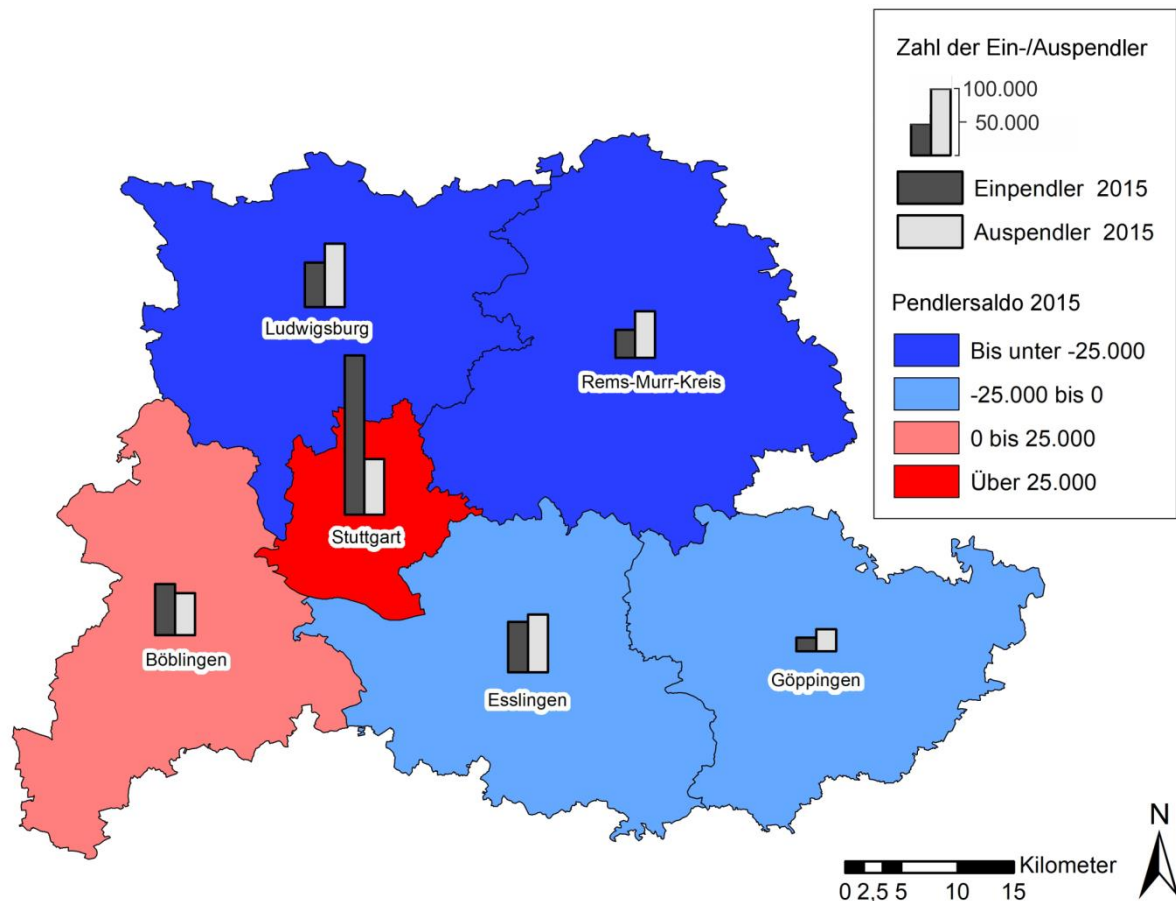 Zahl der Ein-/Auspendler
100.000
50.000
Einpendler 2015
Auspendler 2015
Pendlersaldo 2015
Bis unter -25.000
-25.000 bis 0
0 bis 25.000
Über 25.000
Ludwigsburg
Rems-Murr-Kreis
Stuttgart
Böblingen
Esslingen
Göppingen
N
Kilometer
0 2,5 5 10 15